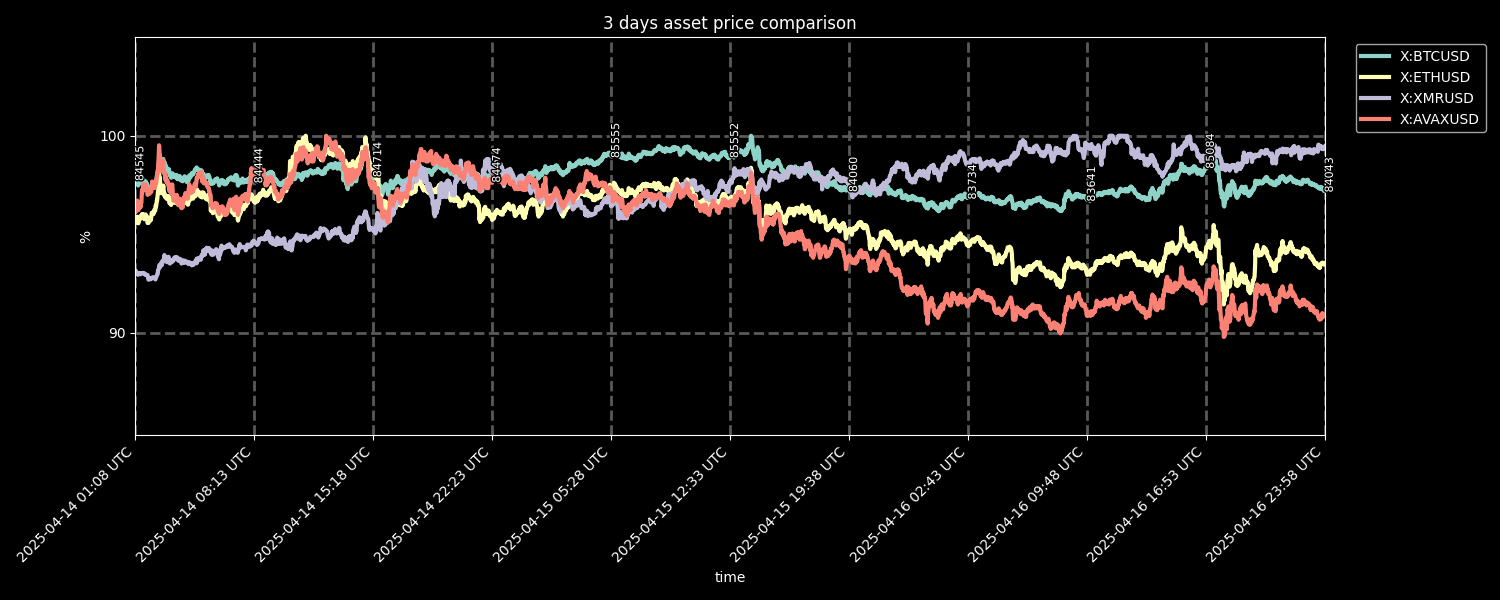 3 days asset price comparison
X:BTCUSD
X:ETHUSD
X:XMRUSD
X:AVAXUSD
%
100
90
84545
84444
84714
84474
85555
85552
84060
83734
83641
85084
84043
2025-04-14 01:08 UTC
2025-04-14 08:13 UTC
2025-04-14 15:18 UTC
2025-04-14 22:23 UTC
2025-04-15 05:28 UTC
2025-04-15 12:33 UTC
2025-04-15 19:38 UTC
2025-04-16 02:43 UTC
2025-04-16 09:48 UTC
2025-04-16 16:53 UTC
2025-04-16 23:58 UTC
time